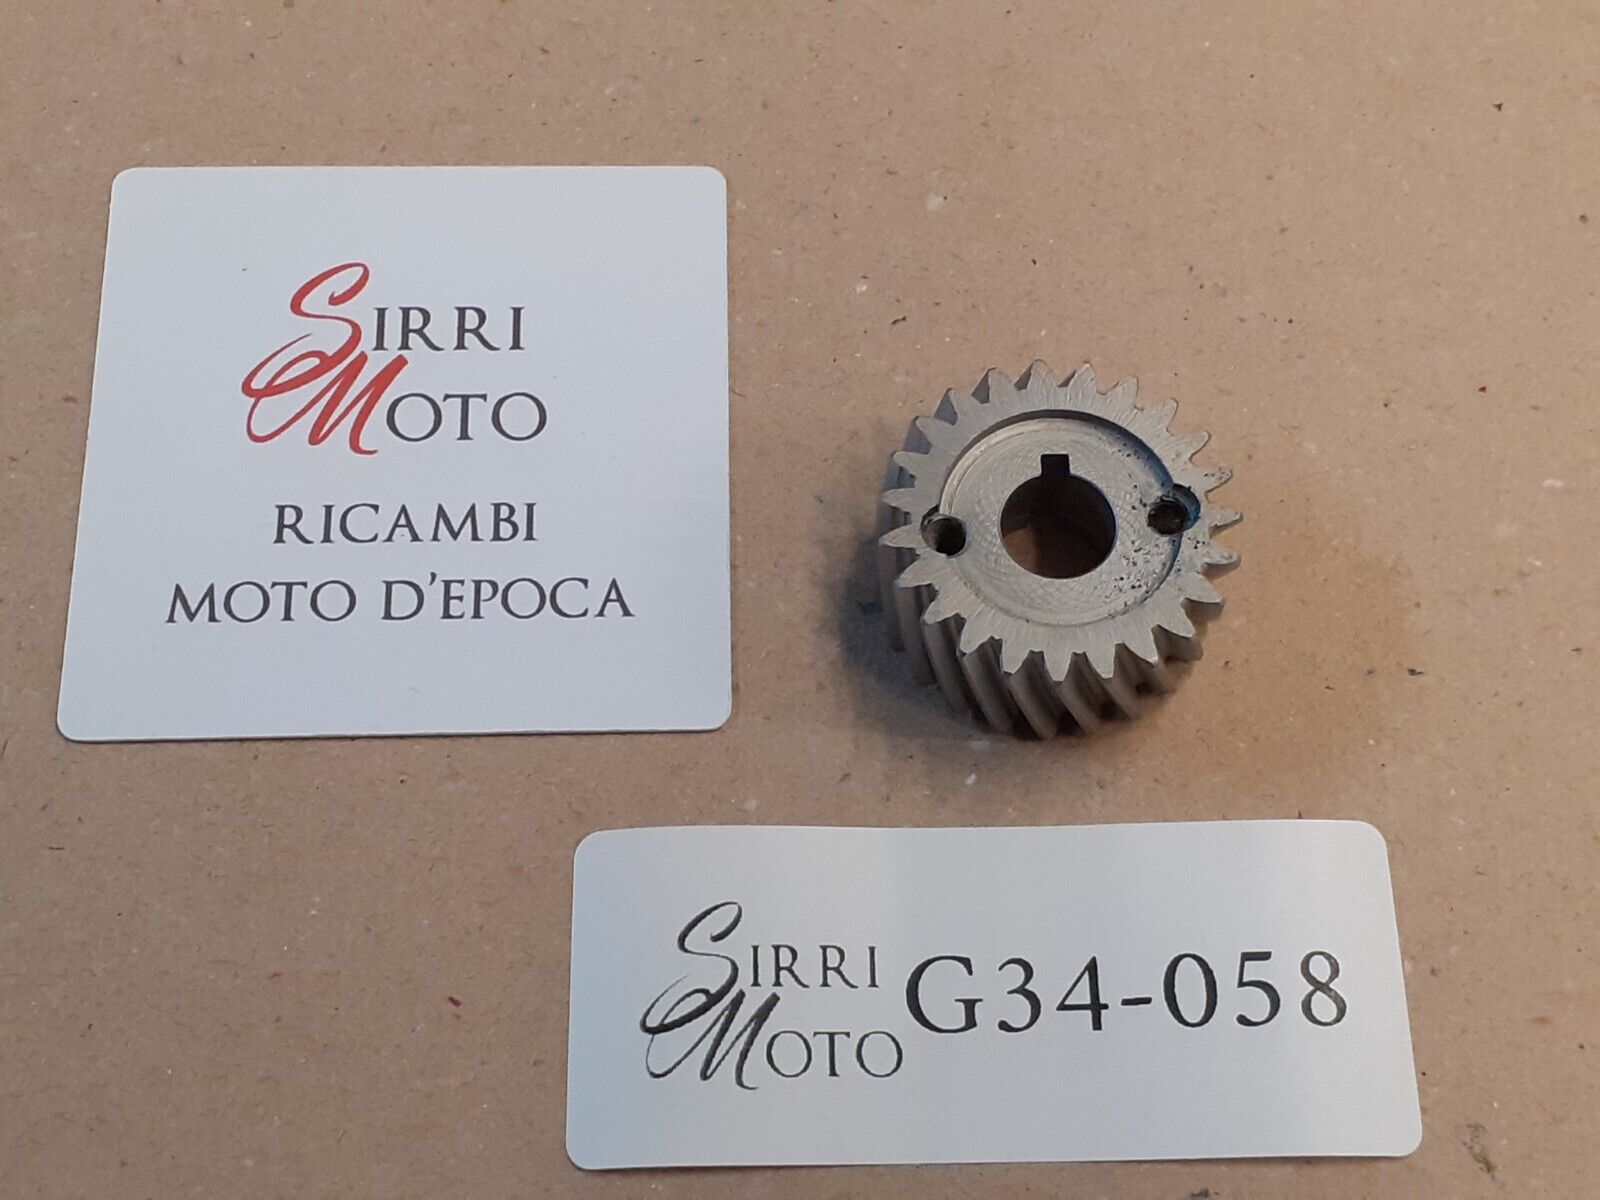 SIRRI
MOTO
RICAMBI
MOTO D'EPOCA
SIRRI
MOTO
G34-058